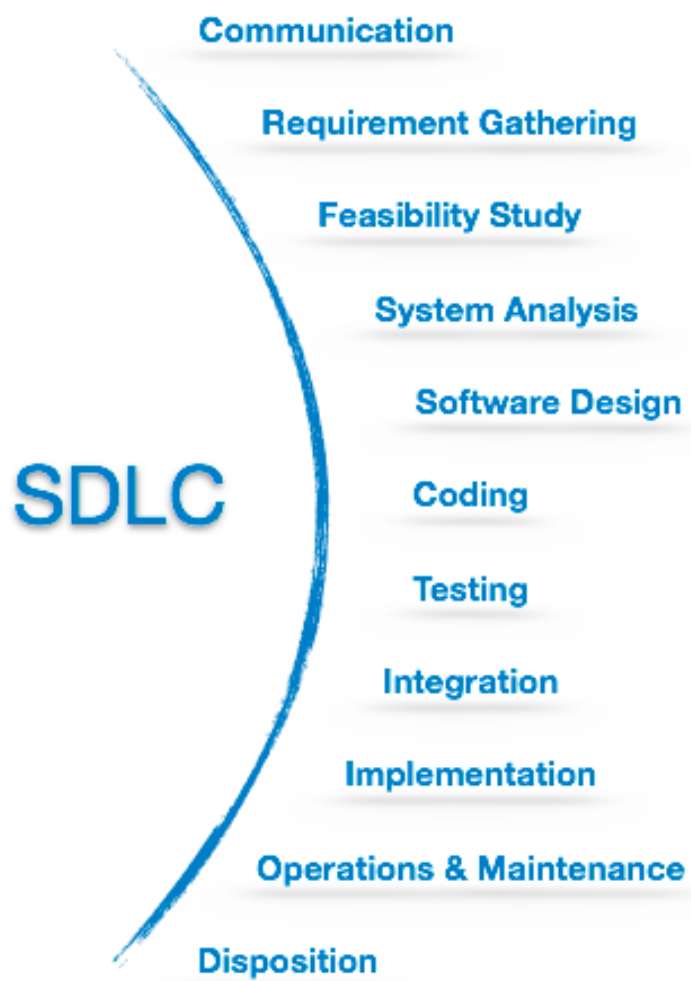 Communication
Requirement Gathering
Feasibility Study
System Analysis
Software Design
SDLC
Coding
Testing
Integration
Implementation
Operations & Maintenance
Disposition